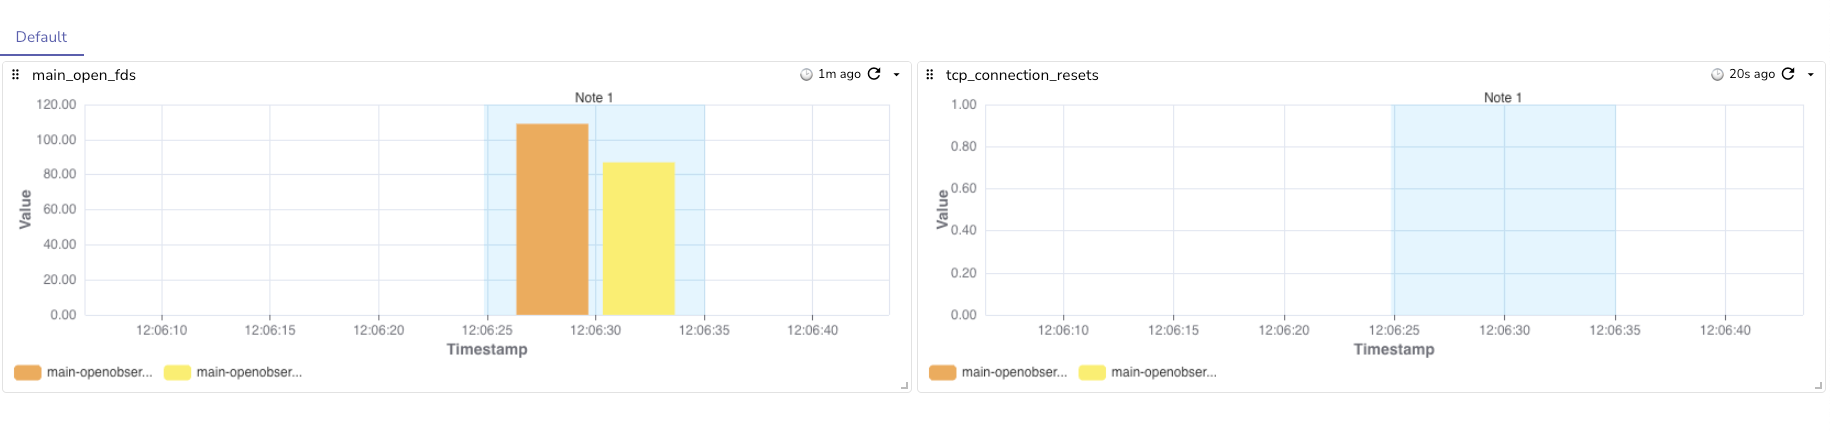 Default
main_open_fds
1m ago
Note 1
120.00
100.00
80.00
60.00
40.00
20.00
0.00
Value
12:06:10 12:06:15 12:06:20 12:06:25 12:06:30 12:06:35 12:06:40
Timestamp
main-openobser... main-openobser...
tcp_connection_resets
20s ago
Note 1
1.00
0.80
0.60
0.40
0.20
0.00
Value
12:06:10 12:06:15 12:06:20 12:06:25 12:06:30 12:06:35 12:06:40
Timestamp
main-openobser... main-openobser...